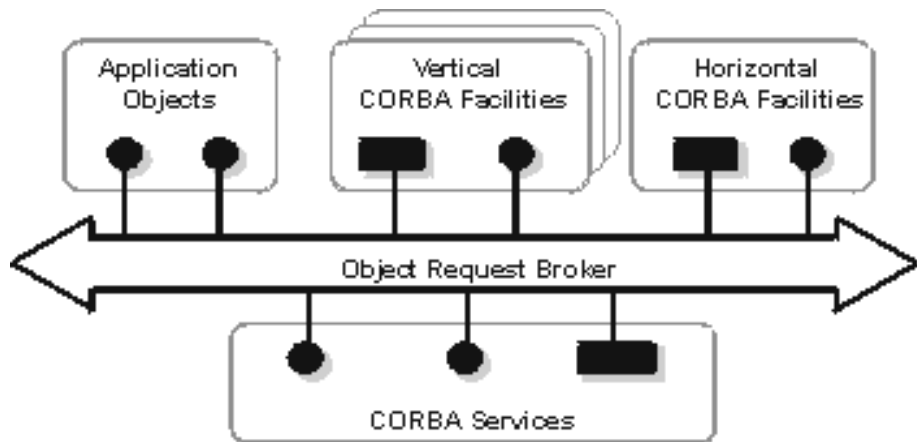 Application
Objects
Vertical
CORBA Facilities
Horizontal
CORBA Facilities
Object Request Broker
CORBA Services